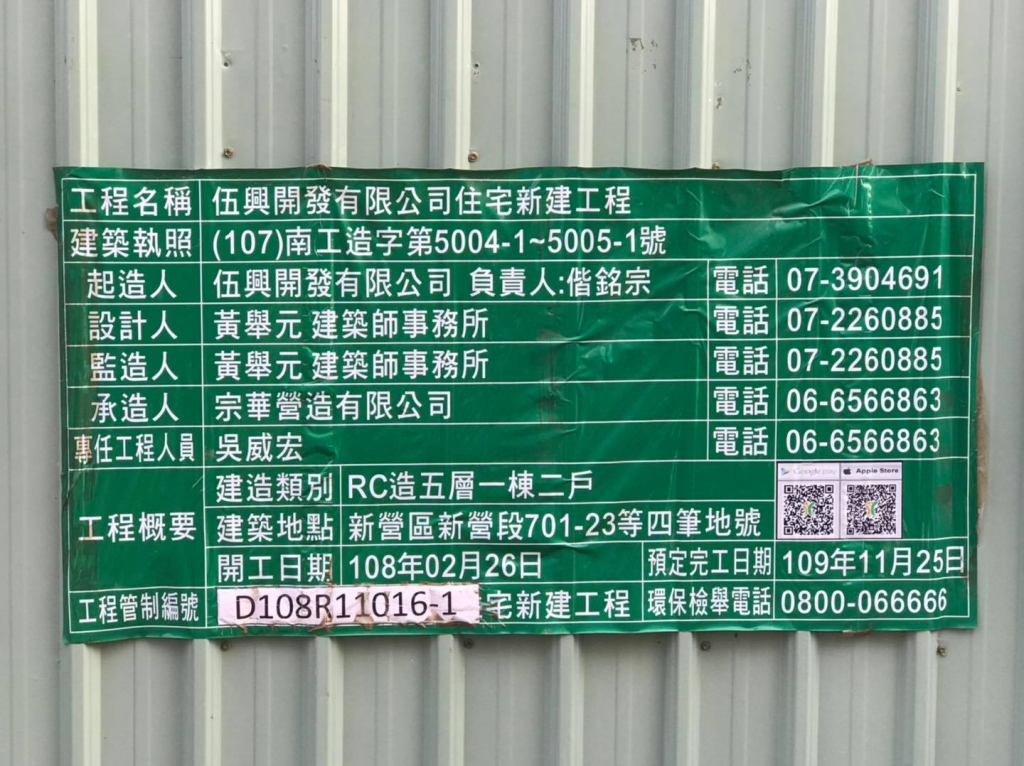 工程名稱 伍興開發有限公司住宅新建工程
建築執照 (107)南工造字第5004-1~5005-1號
起造人 伍興開發有限公司 負責人:偕銘宗 電話 07-3904691
設計人 黃舉元 建築師事務所 電話 07-2260885
監造人 黃舉元 建築師事務所 電話 07-2260885
承造人 宗華營造有限公司 電話 06-6566863
專任工程人員 吳威宏 電話 06-6566863
工程概要
建造類別 RC造五層一棟二戶
Google play Apple Store
建築地點 新營區新營段701-23等四筆地號
開工日期 108年02月26日 預定完工日期 109年11月25日
工程管制編號 D108R11016-1 宅新建工程 環保檢舉電話 0800-066666